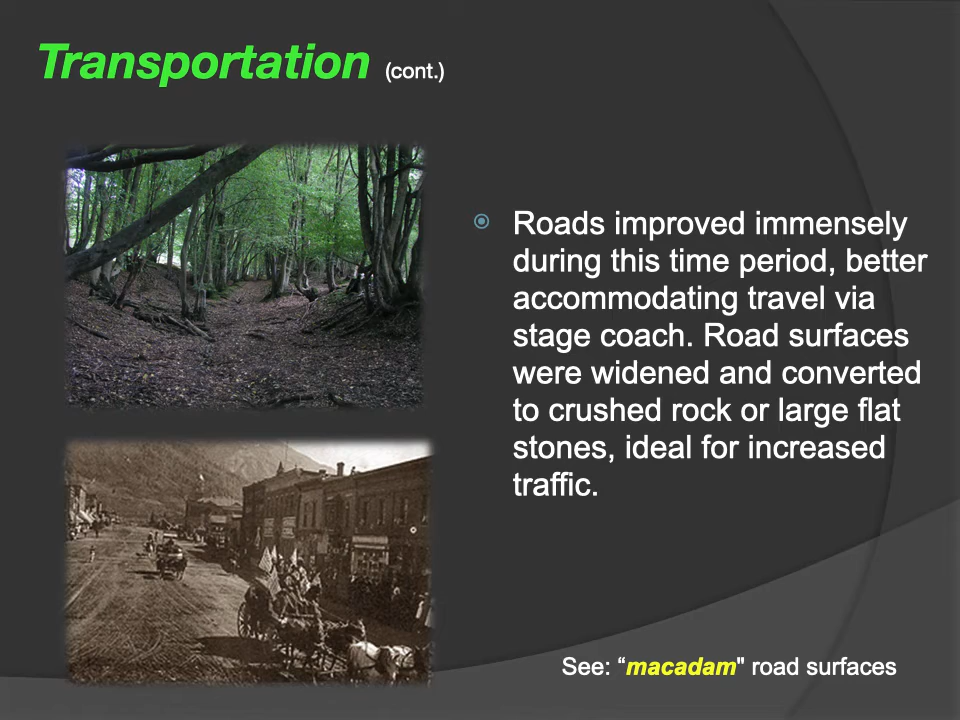 Transportation (cont.)
Roads improved immensely
during this time period, better
accommodating travel via
stage coach. Road surfaces
were widened and converted
to crushed rock or large flat
stones, ideal for increased
traffic.
See: “macadam" road surfaces